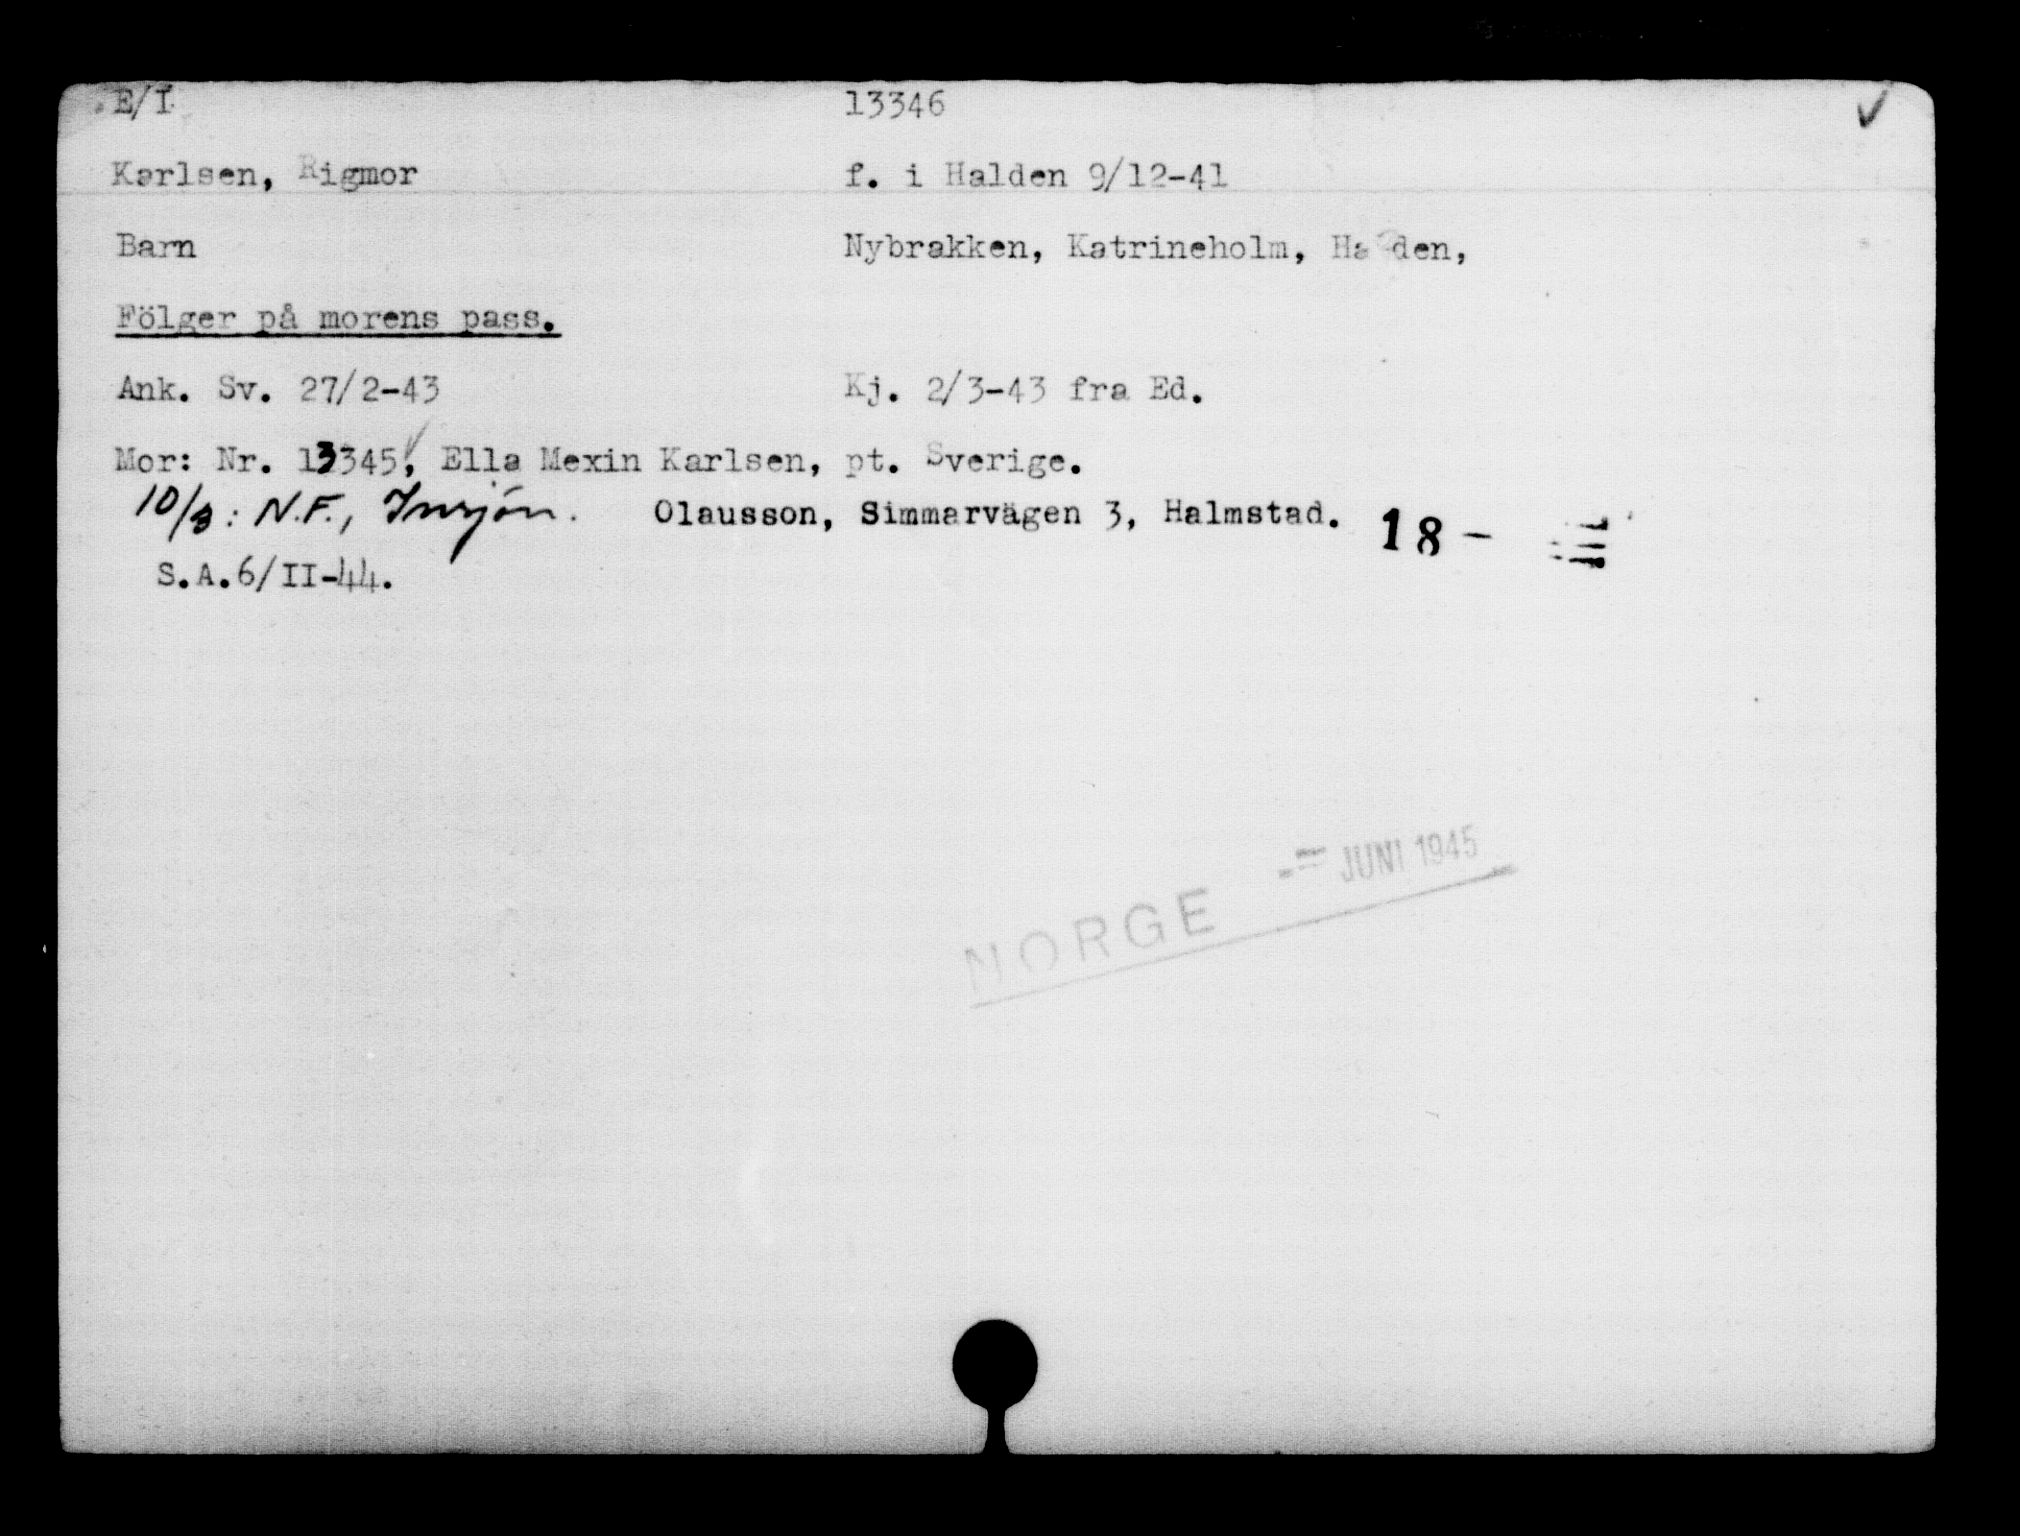 E/I 13346 ✓
Karlsen, Rigmor f. i Halden 9/12-41
Barn Nybrakken, Katrineholm, Halden,
Fölger på morens pass.
Ank. Sv. 27/2-43 Kj. 2/3-43 fra Ed.
Mor: Nr. 13345, Ella Mexin Karlsen, pt. Sverige.
10/3: N.F., Insjön. Olausson, Simmarvägen 3, Halmstad. 18 -
S.A.6/II-44.
NORGE -- JUNI 1945